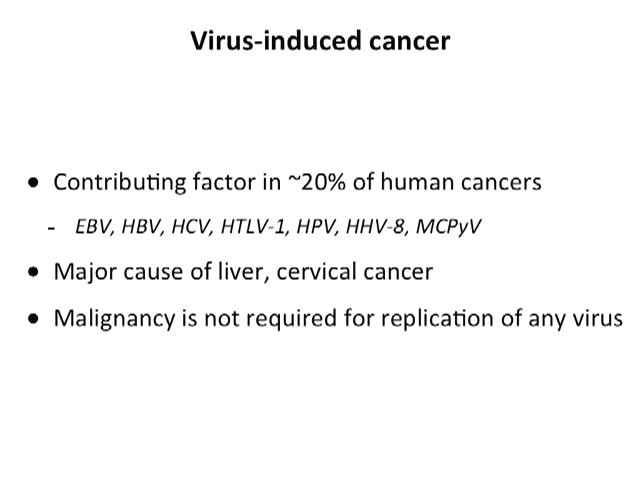 Virus-induced cancer
• Contributing factor in ~20% of human cancers
- EBV, HBV, HCV, HTLV-1, HPV, HHV-8, MCPyV
• Major cause of liver, cervical cancer
• Malignancy is not required for replication of any virus